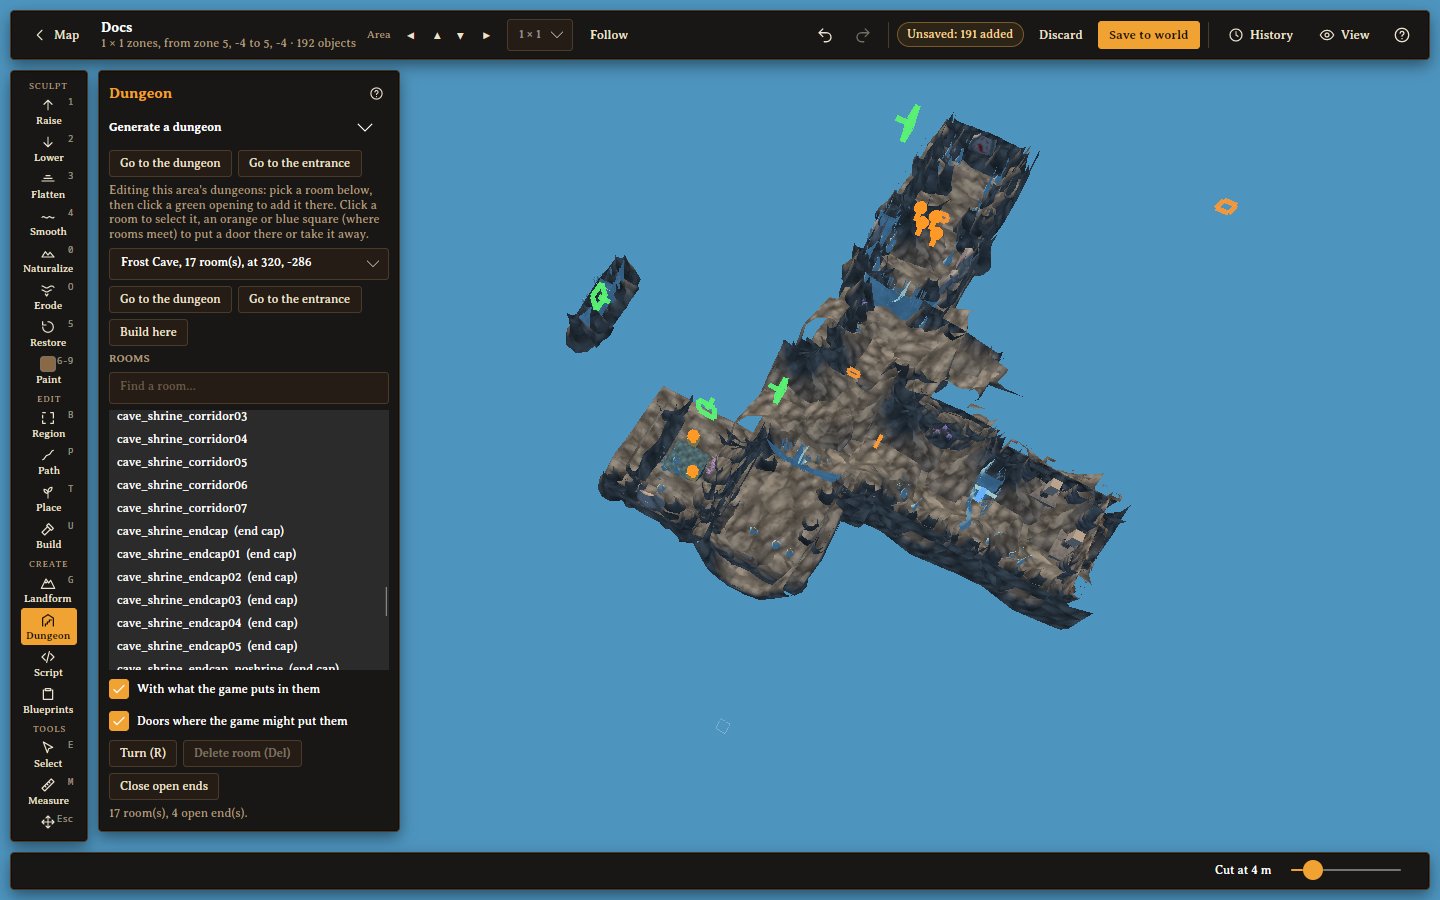 Map
Docs
1 × 1 zones, from zone 5, -4 to 5, -4 · 192 objects
Area
1 × 1
Follow
Unsaved: 191 added
Discard
Save to world
History
View
SCULPT
1
Raise
2
Lower
3
Flatten
4
Smooth
0
Naturalize
O
Erode
5
Restore
6-9
Paint
EDIT
B
Region
P
Path
T
Place
U
Build
CREATE
G
Landform
Dungeon
Script
Blueprints
TOOLS
E
Select
M
Measure
Esc
Dungeon
Generate a dungeon
Go to the dungeon
Go to the entrance
Editing this area's dungeons: pick a room below,
then click a green opening to add it there. Click a
room to select it, an orange or blue square (where
rooms meet) to put a door there or take it away.
Frost Cave, 17 room(s), at 320, -286
Go to the dungeon
Go to the entrance
Build here
ROOMS
Find a room...
cave_shrine_corridor03
cave_shrine_corridor04
cave_shrine_corridor05
cave_shrine_corridor06
cave_shrine_corridor07
cave_shrine_endcap (end cap)
cave_shrine_endcap01 (end cap)
cave_shrine_endcap02 (end cap)
cave_shrine_endcap03 (end cap)
cave_shrine_endcap04 (end cap)
cave_shrine_endcap05 (end cap)
cave_shrine_endcap_noshrine (end cap)
With what the game puts in them
Doors where the game might put them
Turn (R)
Delete room (Del)
Close open ends
17 room(s), 4 open end(s).
Cut at 4 m